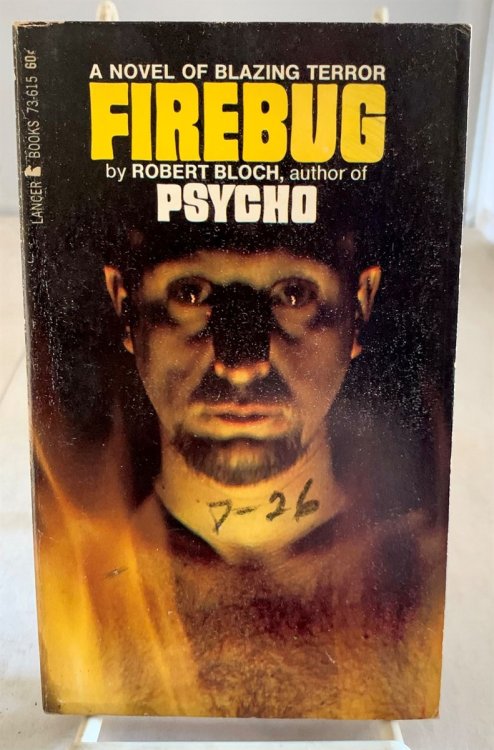 LANCER BOOKS 73-615 60¢
A NOVEL OF BLAZING TERROR
FIREBUG
by ROBERT BLOCH, author of
PSYCHO
7-26